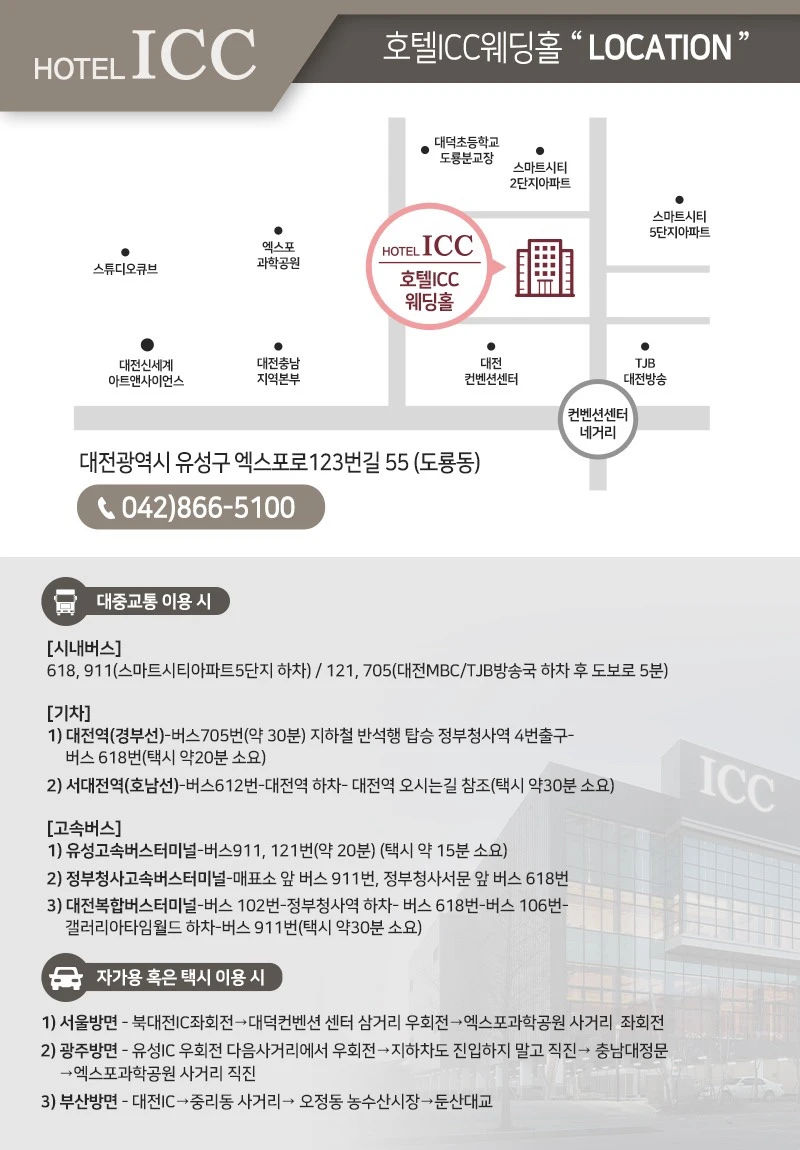 HOTEL ICC
호텔ICC웨딩홀 “ LOCATION ”
대덕초등학교
도룡분교장
스마트시티
2단지아파트
스마트시티
5단지아파트
엑스포
과학공원
스튜디오큐브
HOTEL ICC
호텔ICC
웨딩홀
대전신세계
아트앤사이언스
대전충남
지역본부
대전
컨벤션센터
TJB
대전방송
컨벤션센터
네거리
대전광역시 유성구 엑스포로123번길 55 (도룡동)
042)866-5100
대중교통 이용 시
[시내버스]
618, 911(스마트시티아파트5단지 하차) / 121, 705(대전MBC/TJB방송국 하차 후 도보로 5분)
[기차]
1) 대전역(경부선)-버스705번(약 30분) 지하철 반석행 탑승 정부청사역 4번출구-
버스 618번(택시 약20분 소요)
2) 서대전역(호남선)-버스612번-대전역 하차- 대전역 오시는길 참조(택시 약30분 소요)
[고속버스]
1) 유성고속버스터미널-버스911, 121번(약 20분) (택시 약 15분 소요)
2) 정부청사고속버스터미널-매표소 앞 버스 911번, 정부청사서문 앞 버스 618번
3) 대전복합버스터미널-버스 102번-정부청사역 하차- 버스 618번-버스 106번-
갤러리아타임월드 하차-버스 911번(택시 약30분 소요)
ICC
자가용 혹은 택시 이용 시
1) 서울방면 - 북대전IC좌회전→대덕컨벤션 센터 삼거리 우회전→엑스포과학공원 사거리 좌회전
2) 광주방면 - 유성IC 우회전 다음사거리에서 우회전→지하차도 진입하지 말고 직진→ 충남대정문
→엑스포과학공원 사거리 직진
3) 부산방면 - 대전IC→중리동 사거리→ 오정동 농수산시장→둔산대교